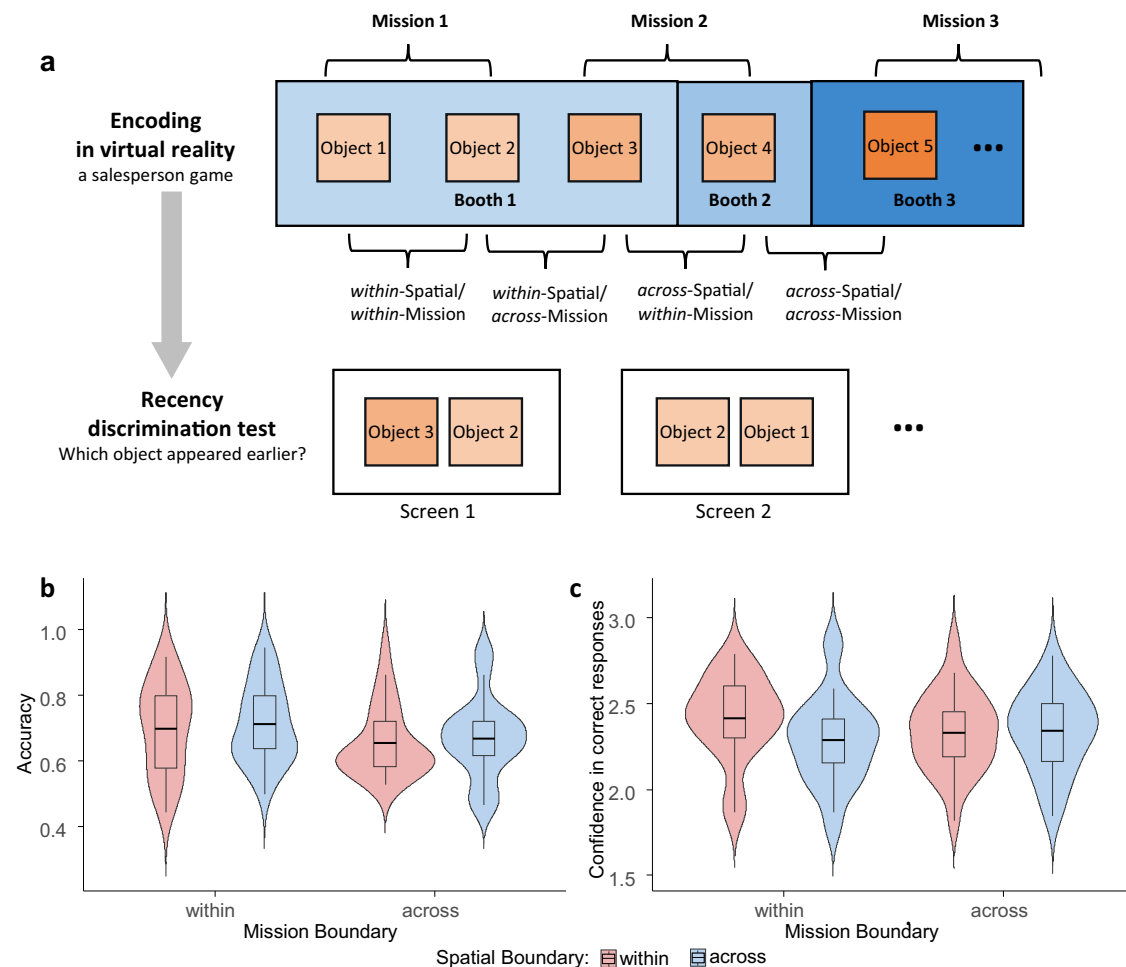 a
Mission 1
Mission 2
Mission 3
Encoding
in virtual reality
a salesperson game
Object 1
Object 2
Object 3
Object 4
Object 5
...
Booth 1
Booth 2
Booth 3
within-Spatial/
within-Mission
within-Spatial/
across-Mission
across-Spatial/
within-Mission
across-Spatial/
across-Mission
Recency
discrimination test
Which object appeared earlier?
Object 3
Object 2
Object 2
Object 1
...
Screen 1
Screen 2
b
Accuracy
1.0
0.8
0.6
0.4
within
across
Mission Boundary
c
Confidence in correct responses
3.0
2.5
2.0
1.5
within
across
Mission Boundary
Spatial Boundary: within across